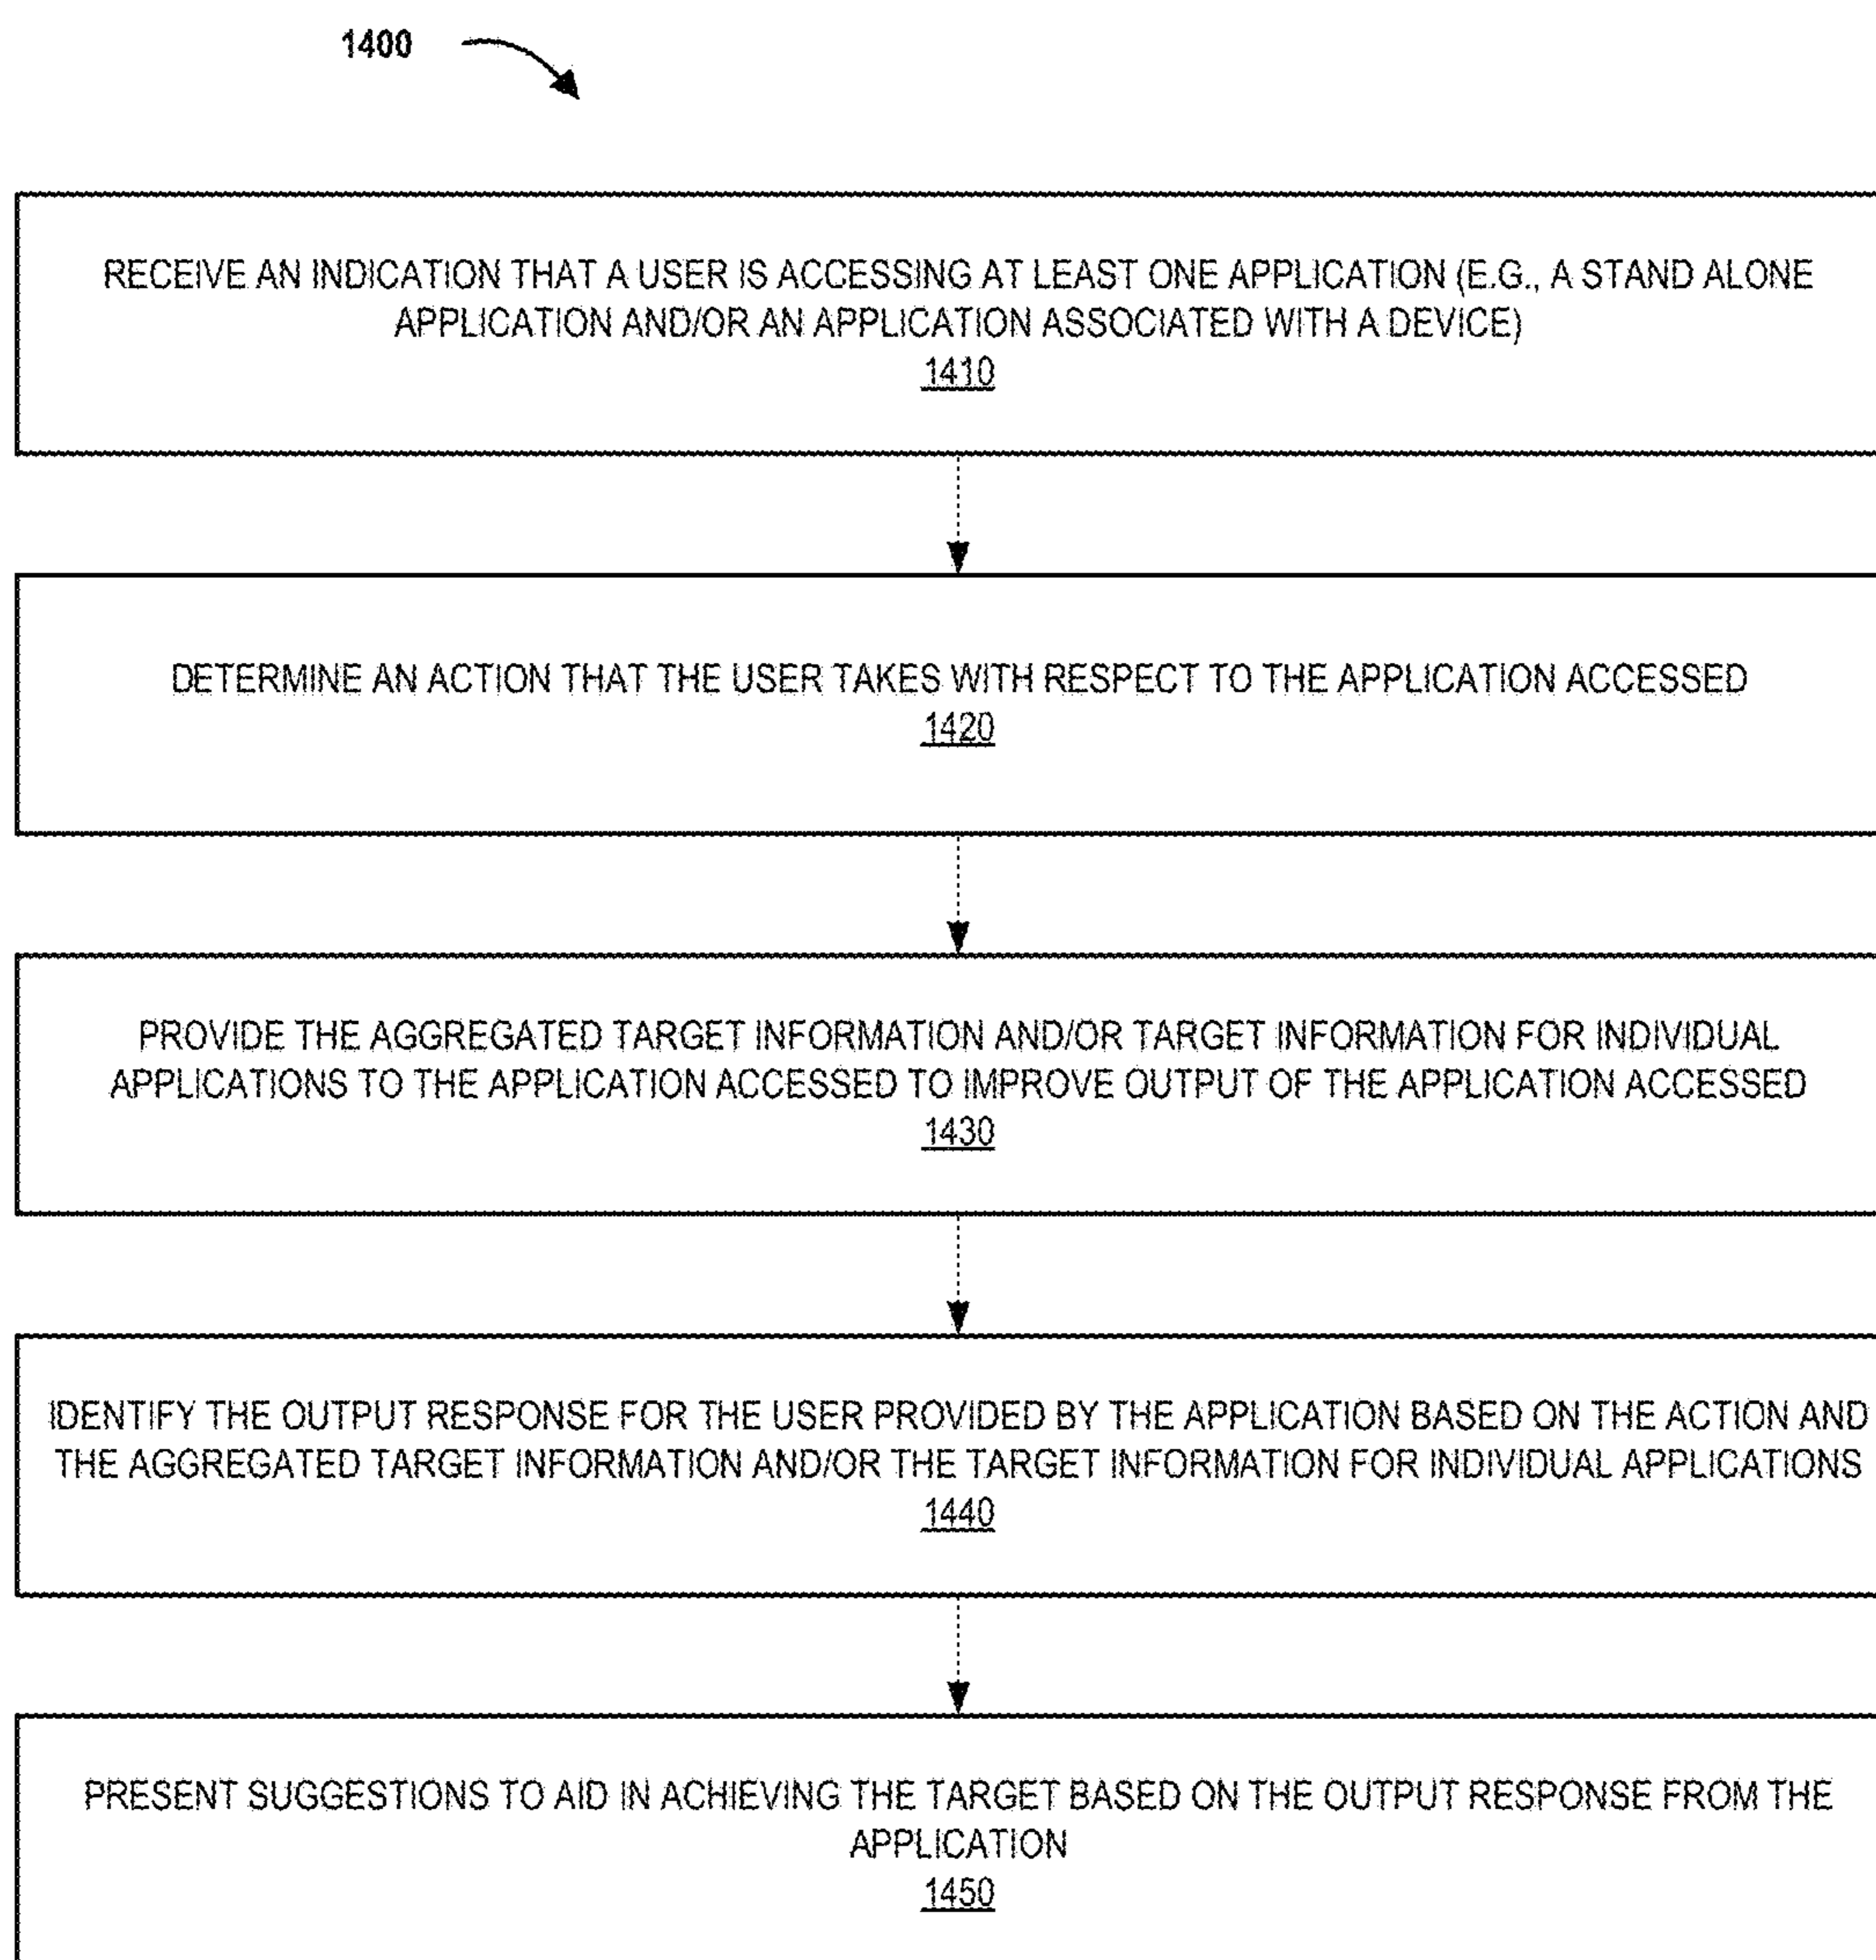 1400
RECEIVE AN INDICATION THAT A USER IS ACCESSING AT LEAST ONE APPLICATION (E.G., A STAND ALONE
APPLICATION AND/OR AN APPLICATION ASSOCIATED WITH A DEVICE)
1410
DETERMINE AN ACTION THAT THE USER TAKES WITH RESPECT TO THE APPLICATION ACCESSED
1420
PROVIDE THE AGGREGATED TARGET INFORMATION AND/OR TARGET INFORMATION FOR INDIVIDUAL
APPLICATIONS TO THE APPLICATION ACCESSED TO IMPROVE OUTPUT OF THE APPLICATION ACCESSED
1430
IDENTIFY THE OUTPUT RESPONSE FOR THE USER PROVIDED BY THE APPLICATION BASED ON THE ACTION AND
THE AGGREGATED TARGET INFORMATION AND/OR THE TARGET INFORMATION FOR INDIVIDUAL APPLICATIONS
1440
PRESENT SUGGESTIONS TO AID IN ACHIEVING THE TARGET BASED ON THE OUTPUT RESPONSE FROM THE
APPLICATION
1450